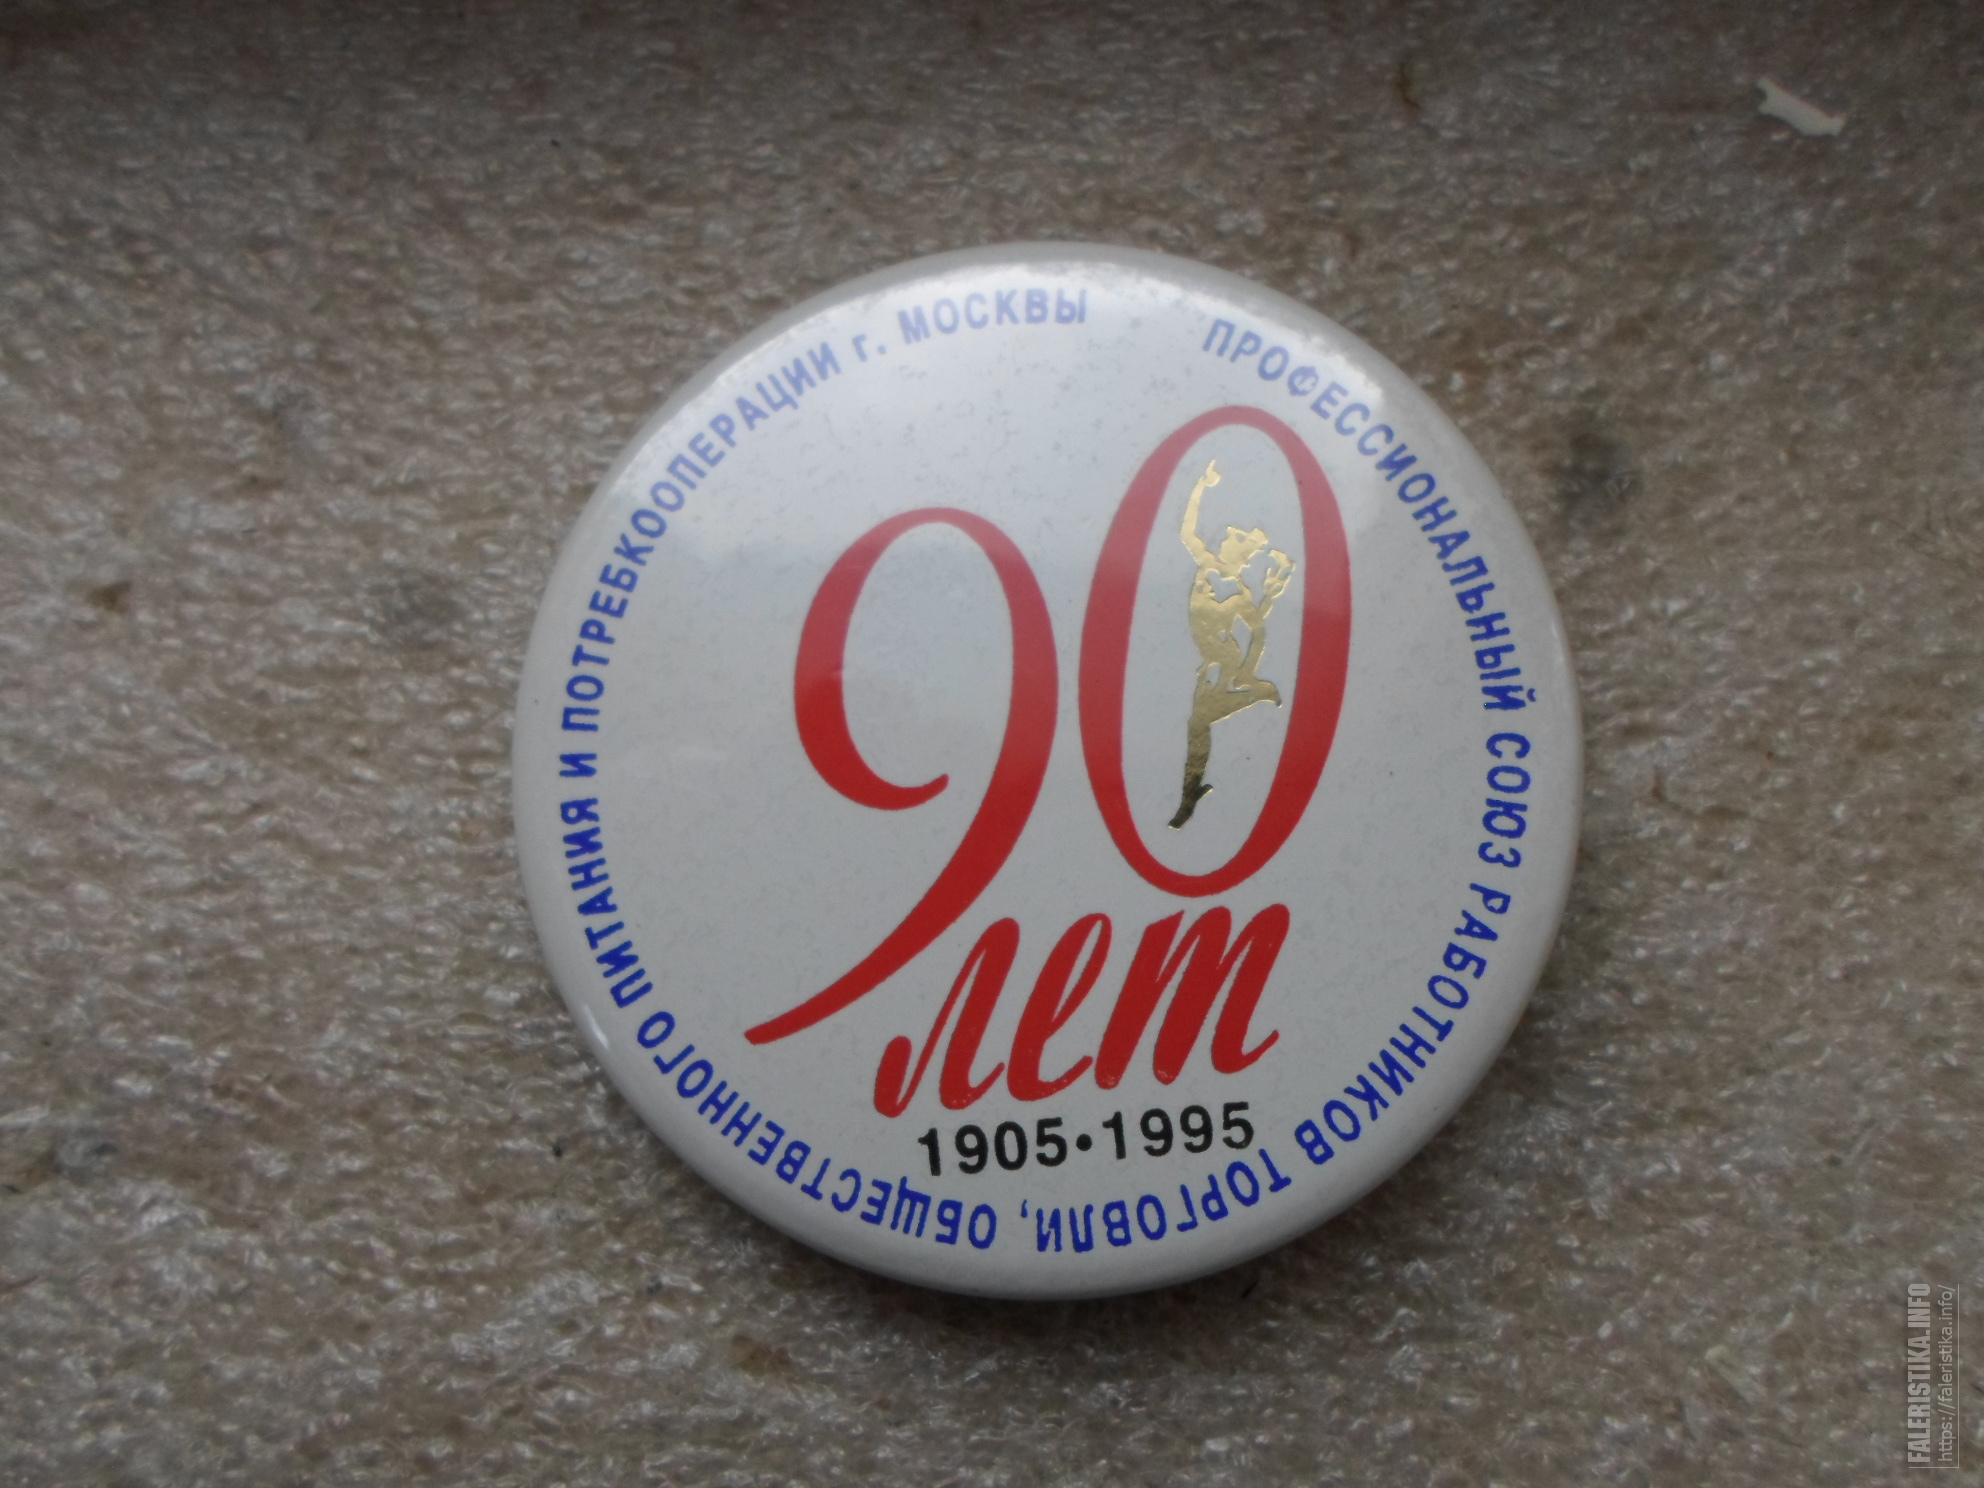 ПРОФЕССИОНАЛЬНЫЙ СОЮЗ РАБОТНИКОВ ТОРГОВЛИ, ОБЩЕСТВЕННОГО ПИТАНИЯ И ПОТРЕБКООПЕРАЦИИ г. МОСКВЫ
90
лет
1905•1995
FALERISTIKA.INFO
https://faleristika.info/